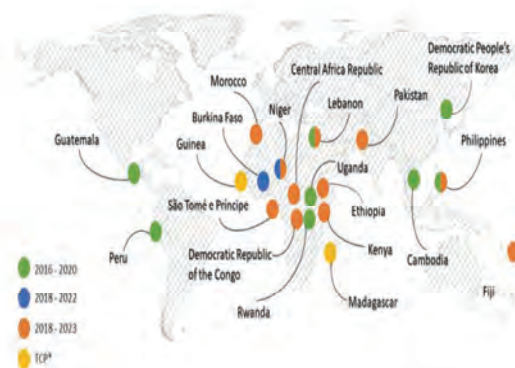 Democratic People's
Republic of Korea
Central Africa Republic
Morocco
Lebanon
Pakistan
Niger
Burkina Faso
Philippines
Guatemala
Guinea
Uganda
São Tomé e Príncipe
Ethiopia
Peru
Democratic Republic
of the Congo
Kenya
Cambodia
Rwanda
Madagascar
Fiji
2016 - 2020
2018 - 2022
2018 - 2023
TCP*